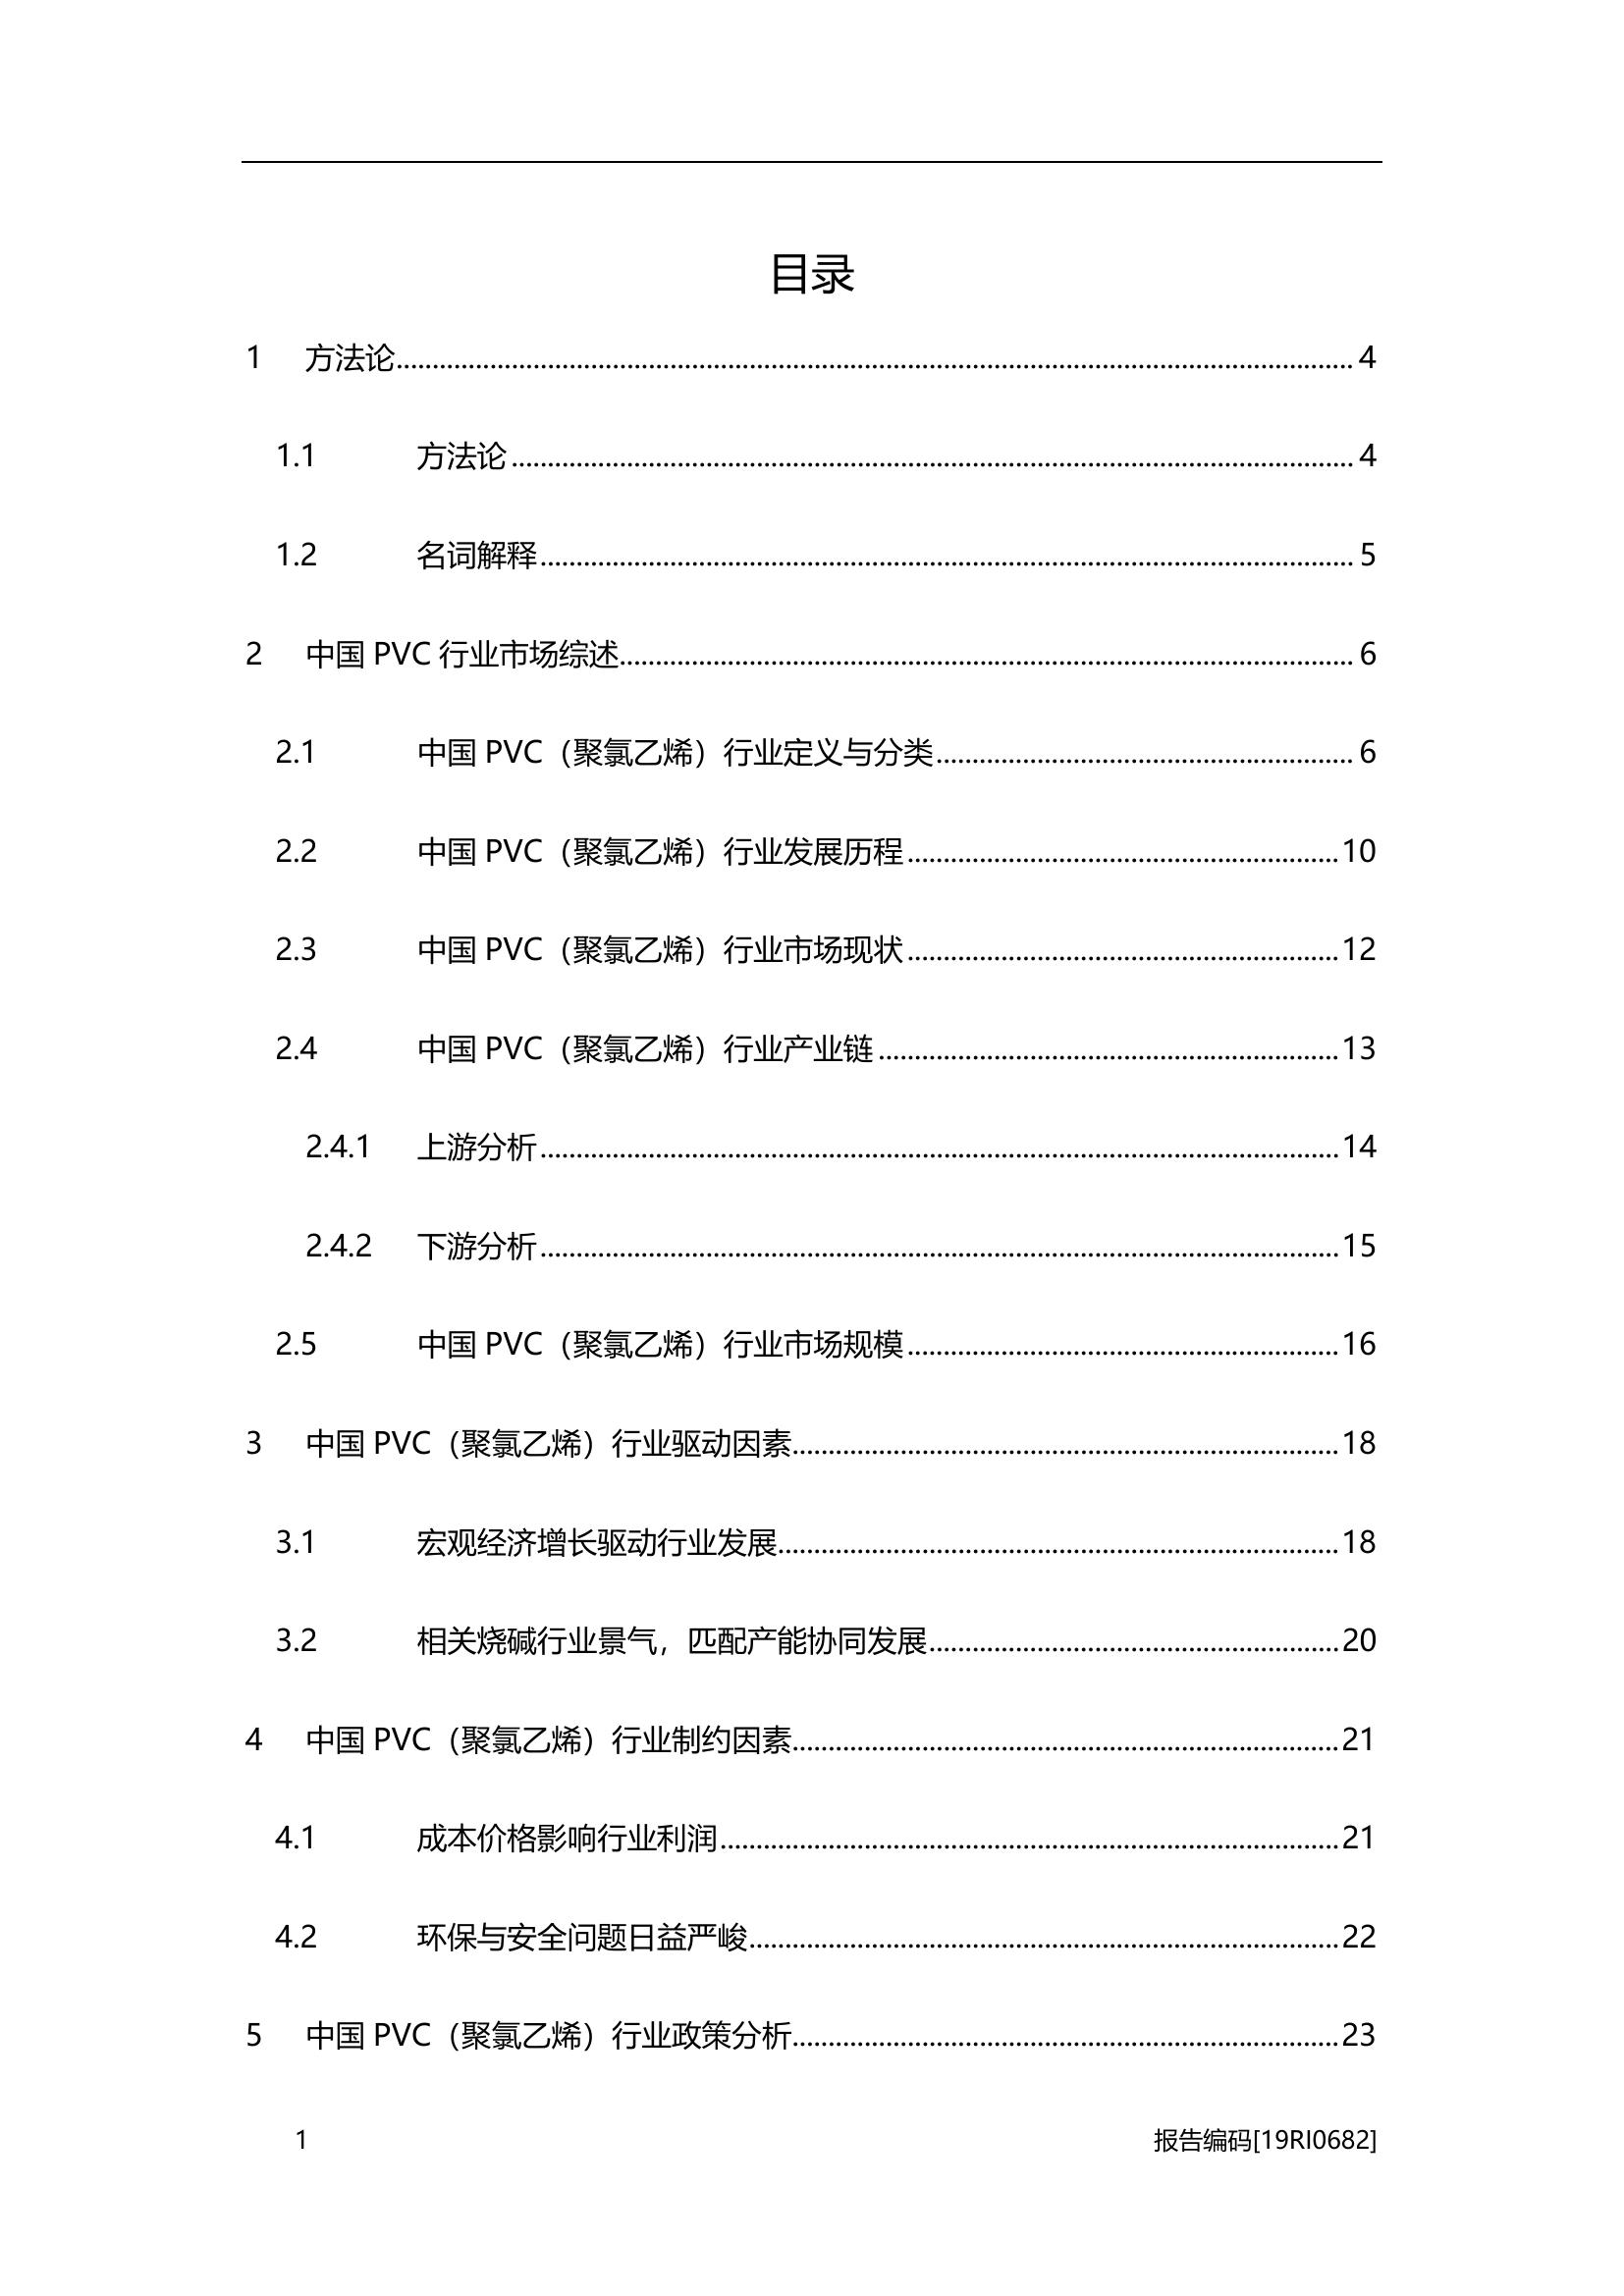 目录
1 方法论........ 4
1.1 方法论........ 4
1.2 名词解释........ 5
2 中国 PVC 行业市场综述........ 6
2.1 中国 PVC（聚氯乙烯）行业定义与分类........ 6
2.2 中国 PVC（聚氯乙烯）行业发展历程........ 10
2.3 中国 PVC（聚氯乙烯）行业市场现状........ 12
2.4 中国 PVC（聚氯乙烯）行业产业链........ 13
2.4.1 上游分析........ 14
2.4.2 下游分析........ 15
2.5 中国 PVC（聚氯乙烯）行业市场规模........ 16
3 中国 PVC（聚氯乙烯）行业驱动因素........ 18
3.1 宏观经济增长驱动行业发展........ 18
3.2 相关烧碱行业景气，匹配产能协同发展........ 20
4 中国 PVC（聚氯乙烯）行业制约因素........ 21
4.1 成本价格影响行业利润........ 21
4.2 环保与安全问题日益严峻........ 22
5 中国 PVC（聚氯乙烯）行业政策分析........ 23
1 报告编码[19RI0682]